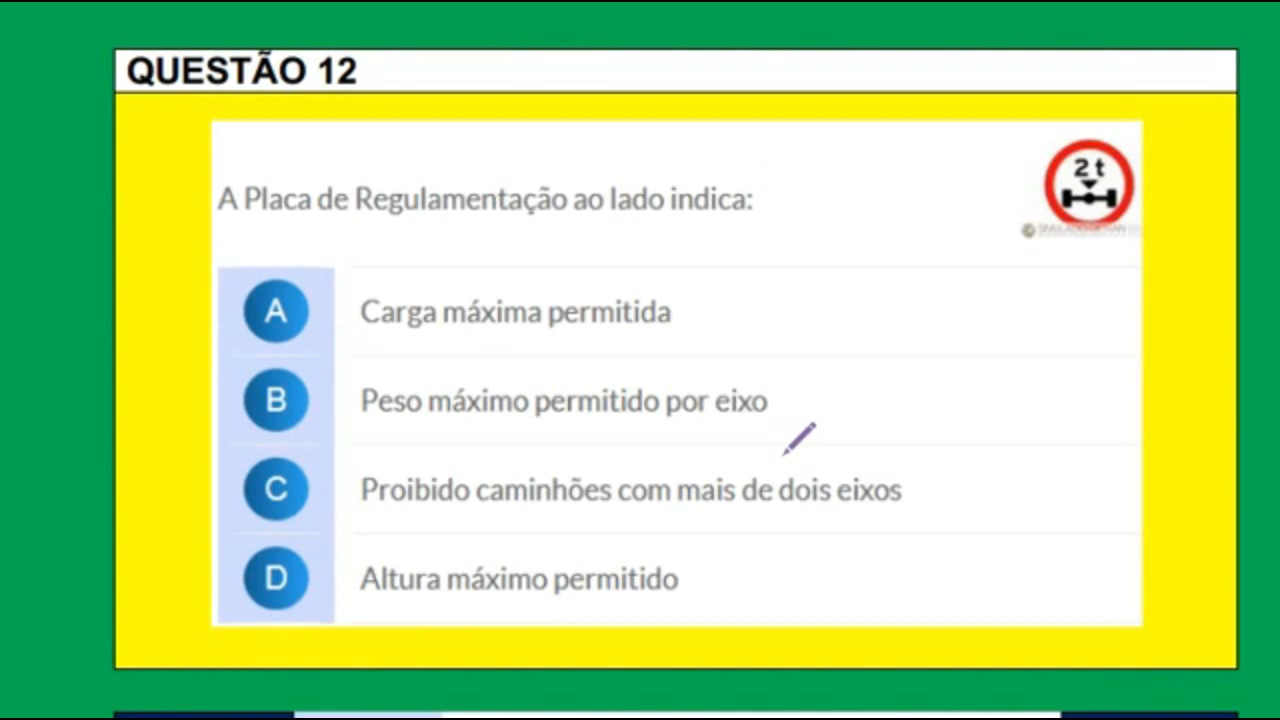 QUESTÃO 12
2 t
A Placa de Regulamentação ao lado indica:
A Carga máxima permitida
B Peso máximo permitido por eixo
C Proibido caminhões com mais de dois eixos
D Altura máximo permitido